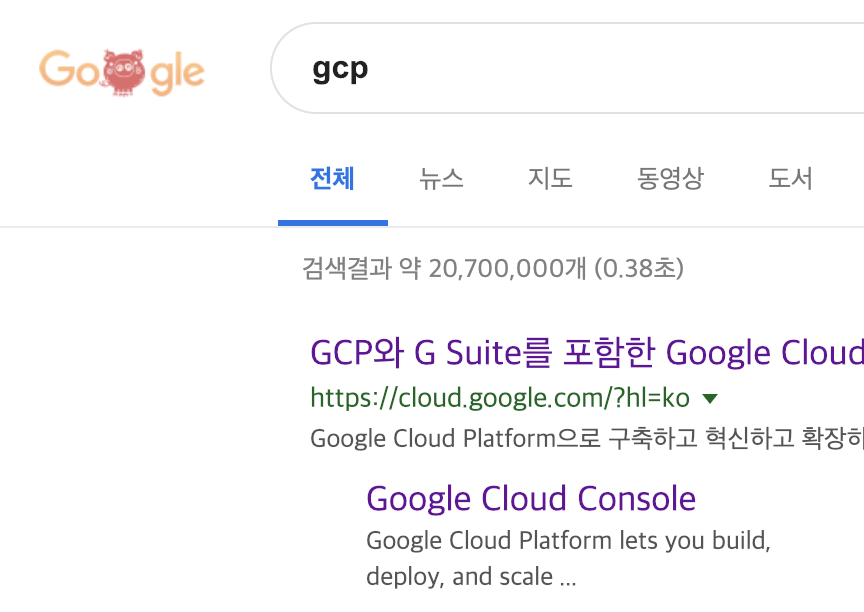 Google
gcp
전체 뉴스 지도 동영상 도서
검색결과 약 20,700,000개 (0.38초)
GCP와 G Suite를 포함한 Google Cloud
https://cloud.google.com/?hl=ko
Google Cloud Platform으로 구축하고 혁신하고 확장하
Google Cloud Console
Google Cloud Platform lets you build,
deploy, and scale ...